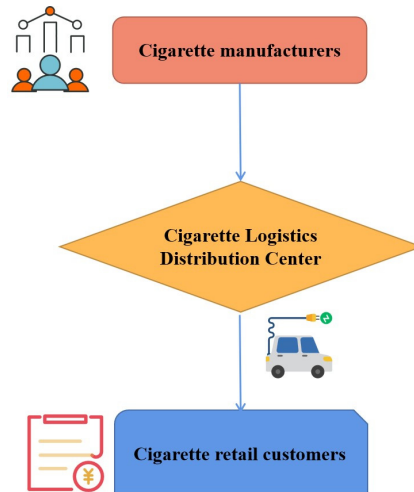 Cigarette manufacturers
Cigarette Logistics
Distribution Center
Cigarette retail customers
¥